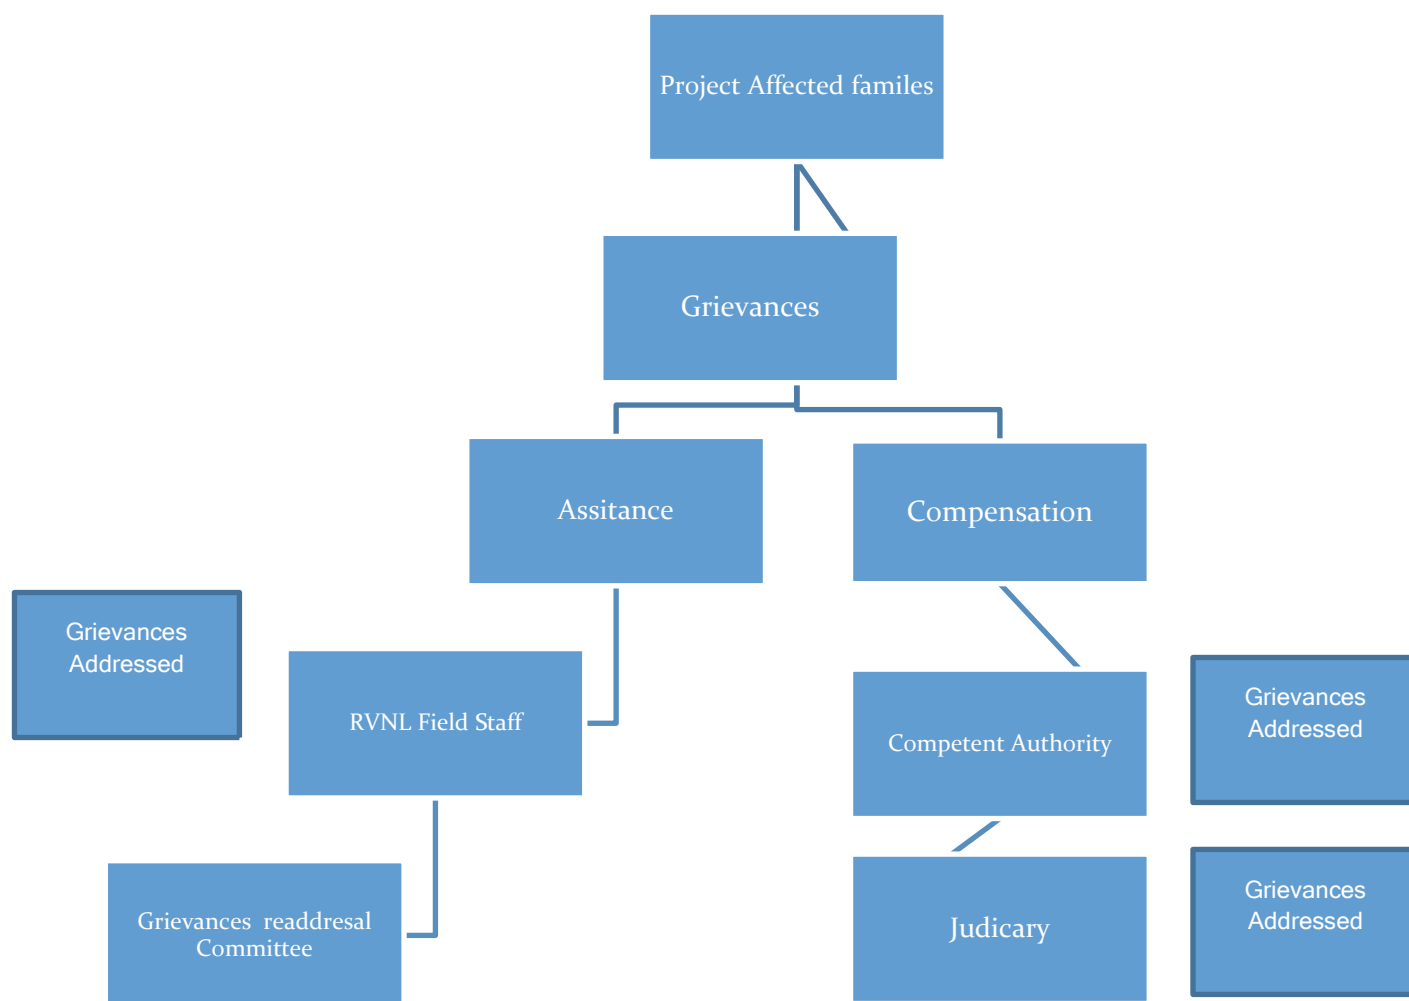 Project Affected familes
Grievances
Assitance
Compensation
Grievances
Addressed
RVNL Field Staff
Competent Authority
Grievances
Addressed
Grievances  readdresal
Committee
Judicary
Grievances
Addressed